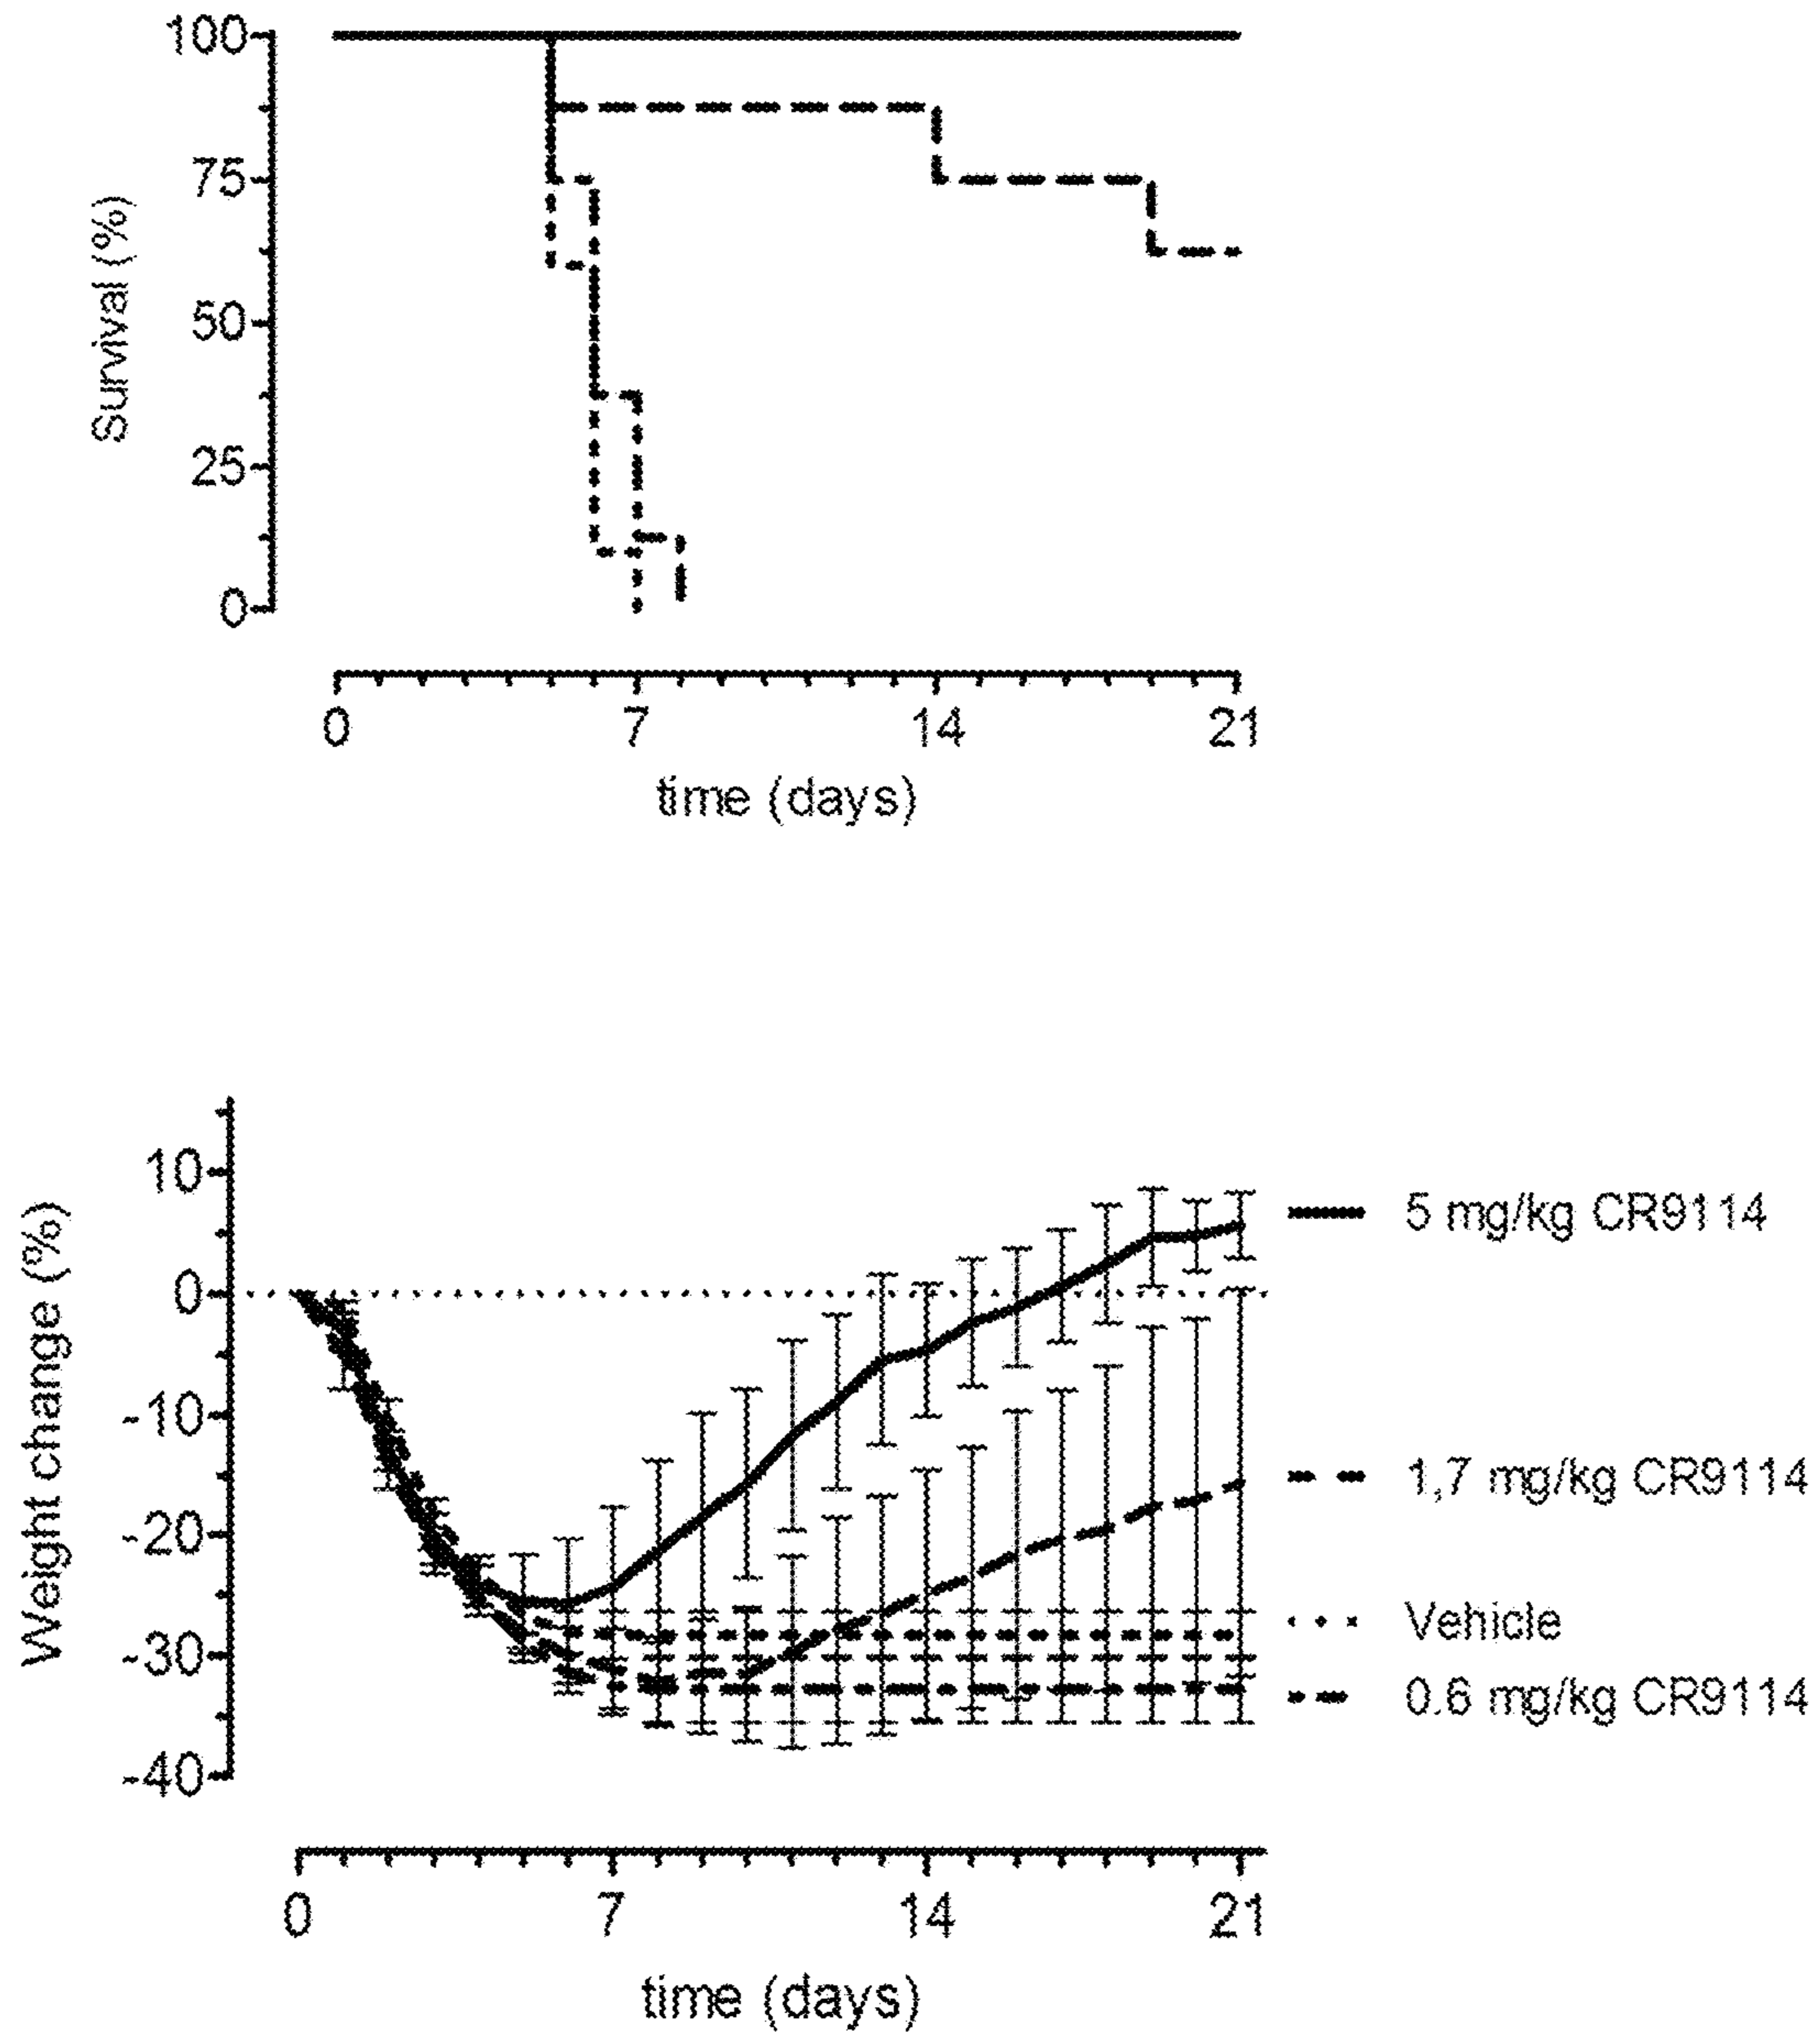 100
75
50
25
0
Survival (%)
0 7 14 21
time (days)
10
0
-10
-20
-30
-40
Weight change (%)
5 mg/kg CR9114
1,7 mg/kg CR9114
Vehicle
0.6 mg/kg CR9114
0 7 14 21
time (days)